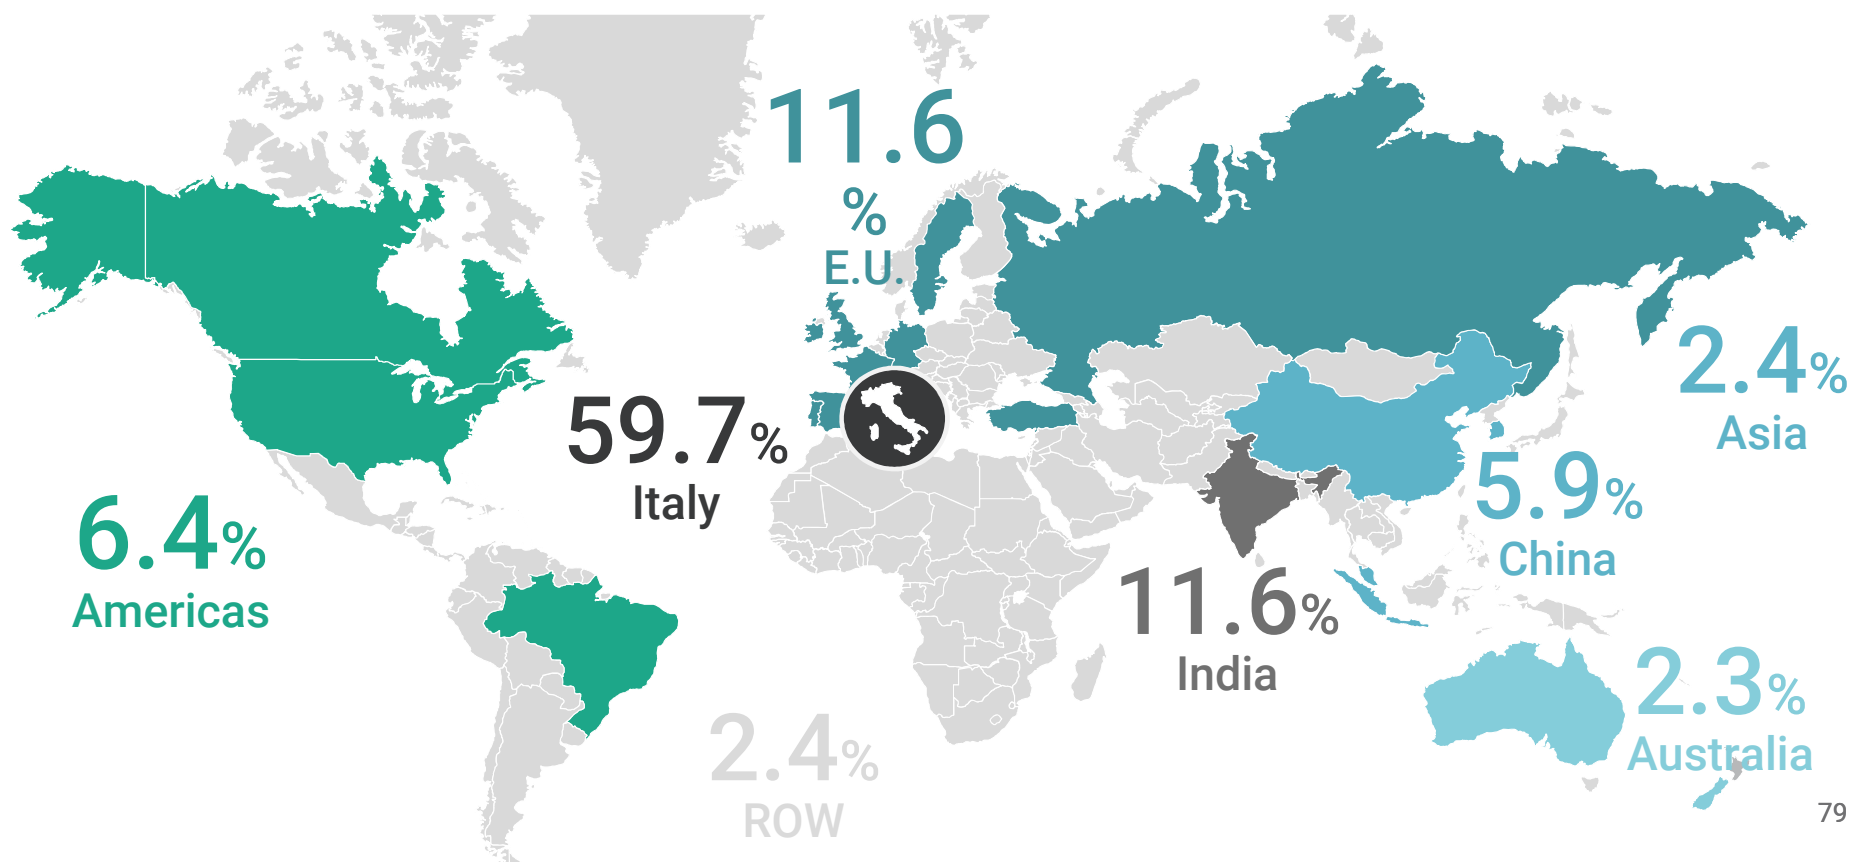 11.6
%
E.U.
2.4%
Asia
59.7%
Italy
5.9%
China
6.4%
Americas
11.6%
India
2.3%
Australia
2.4%
ROW
79